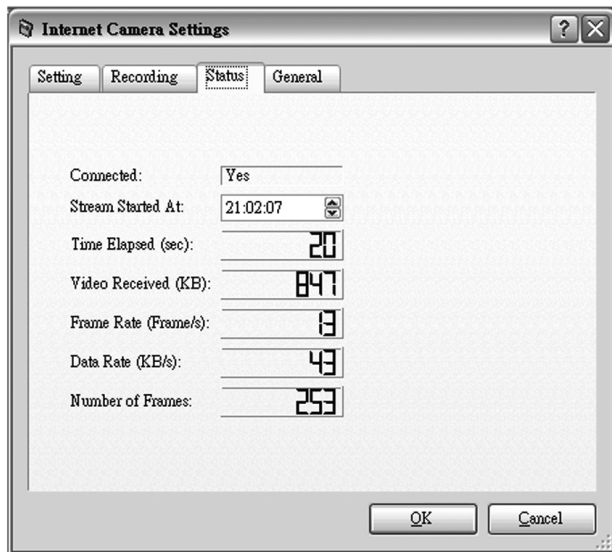 Internet Camera Settings
Setting Recording Status General
Connected: Yes
Stream Started At: 21:02:07
Time Elapsed (sec): 20
Video Received (KB): 847
Frame Rate (Frame/s): 13
Data Rate (KB/s): 43
Number of Frames: 253
OK Cancel